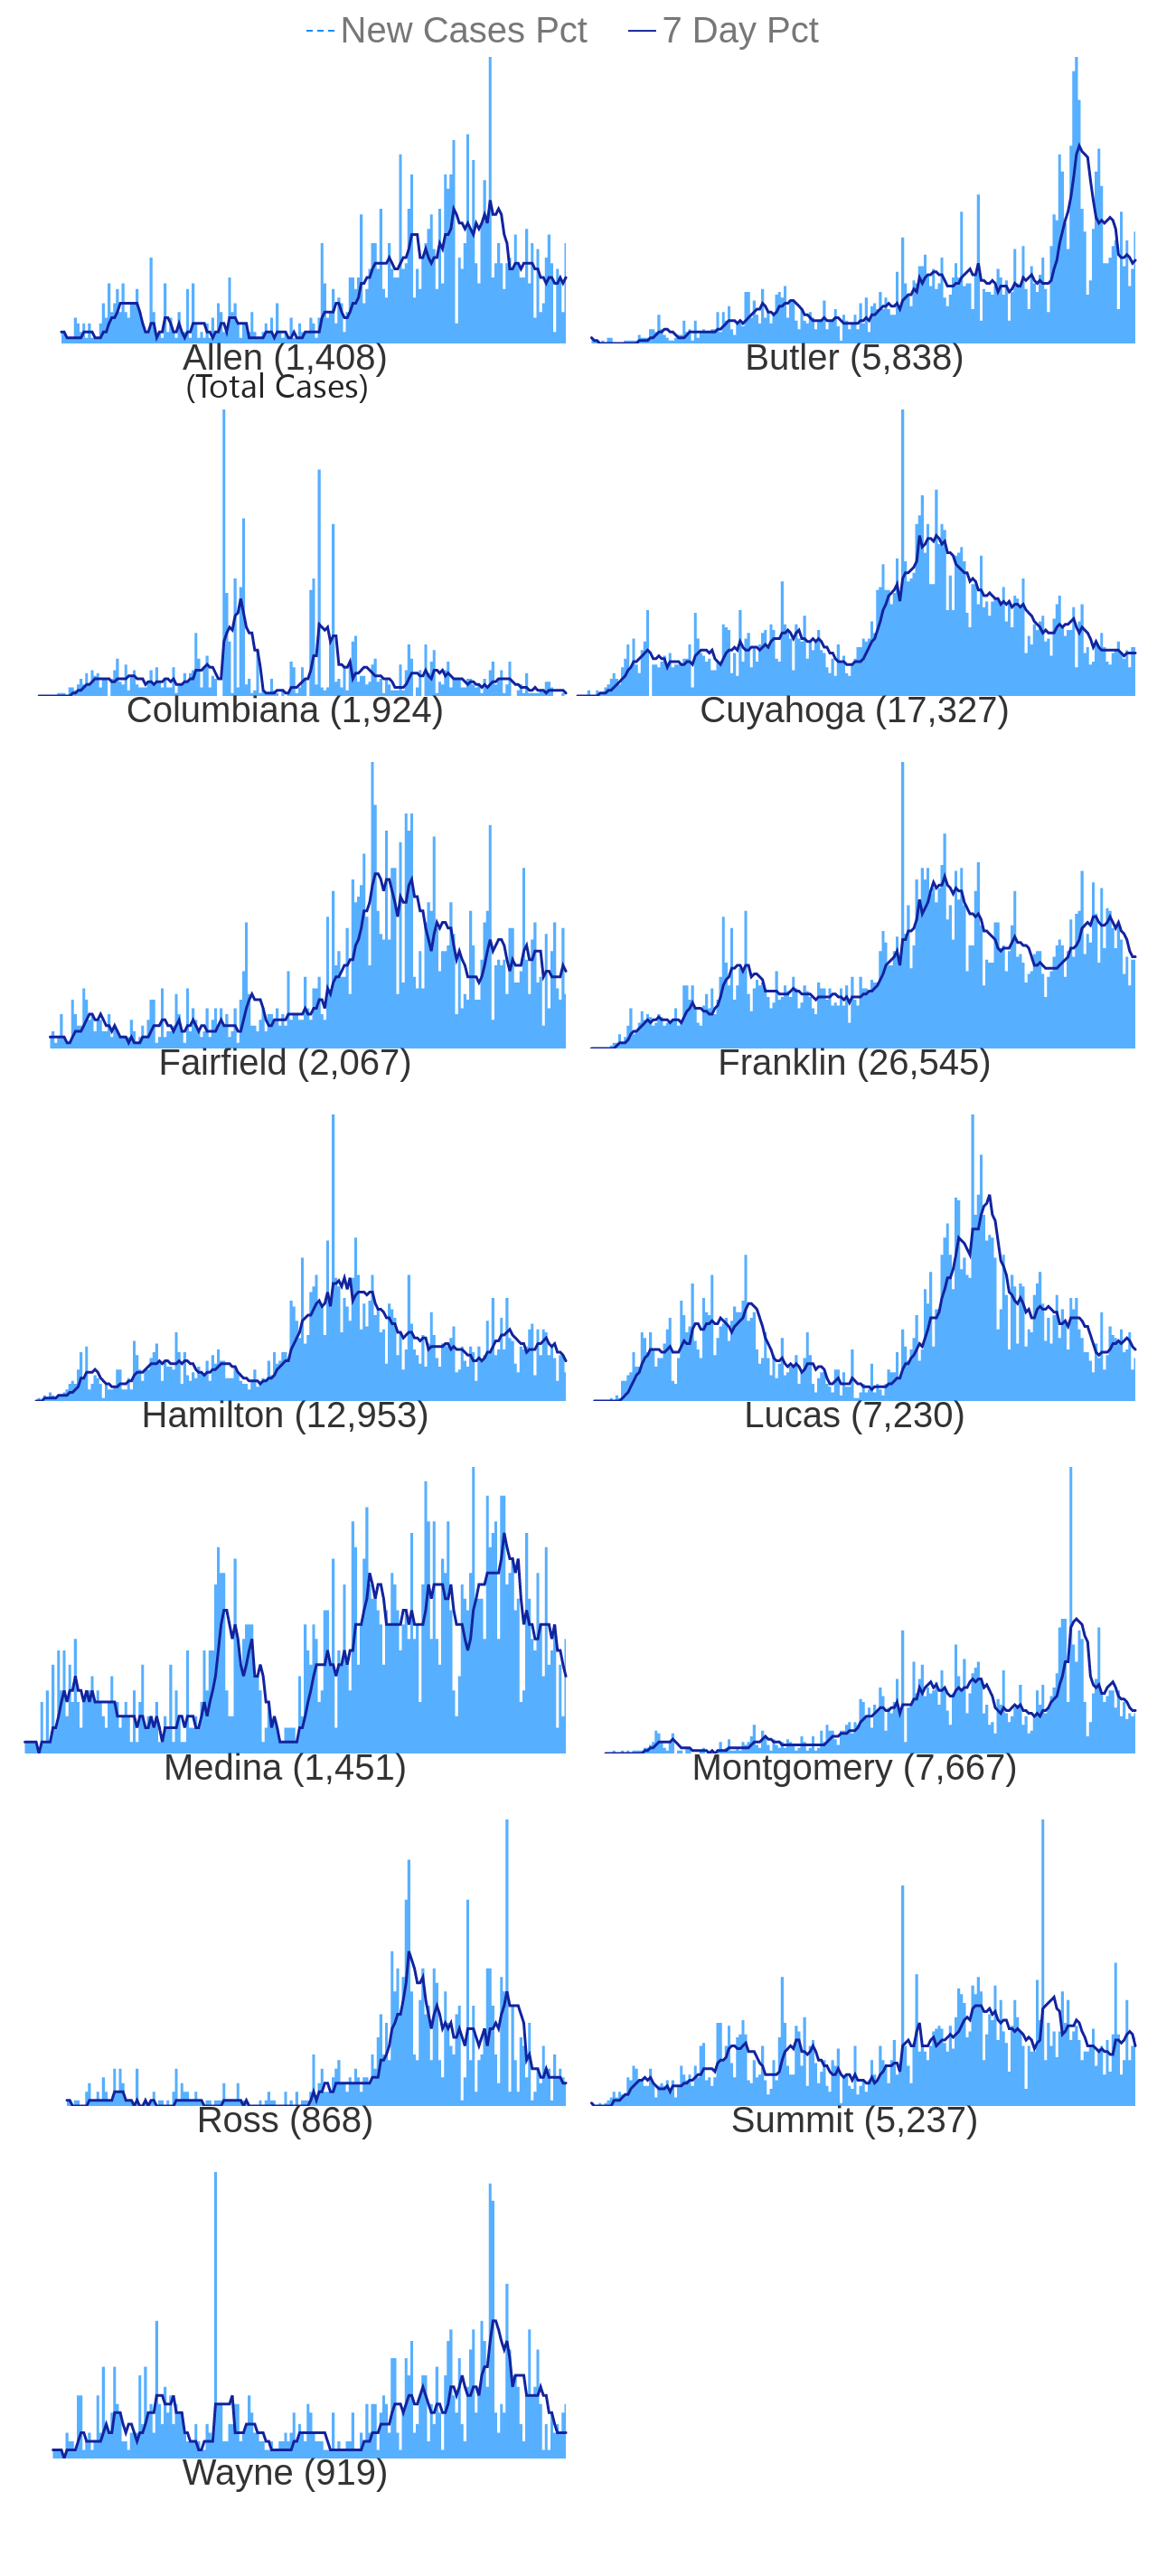 New Cases Pct 7 Day Pct
Allen (1,408) Butler (5,838)
(Total Cases)
Columbiana (1,924) Cuyahoga (17,327)
Fairfield (2,067) Franklin (26,545)
Hamilton (12,953) Lucas (7,230)
Medina (1,451) Montgomery (7,667)
Ross (868) Summit (5,237)
Wayne (919)